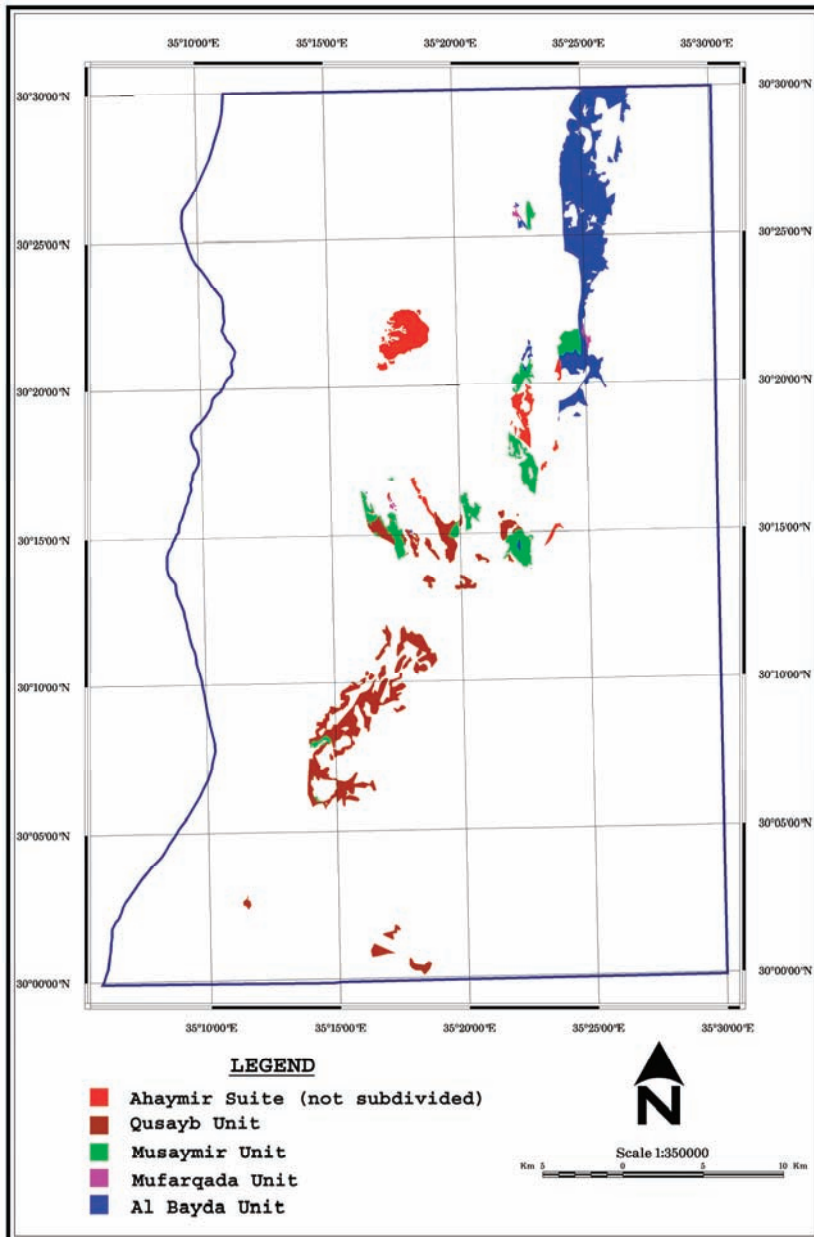 35°10'00"E 35°15'00"E 35°20'00"E 35°25'00"E 35°30'00"E
30°30'00"N 30°30'00"N
30°25'00"N 30°25'00"N
30°20'00"N 30°20'00"N
30°15'00"N 30°15'00"N
30°10'00"N 30°10'00"N
30°05'00"N 30°05'00"N
30°00'00"N 30°00'00"N
35°10'00"E 35°15'00"E 35°20'00"E 35°25'00"E 35°30'00"E
LEGEND
Ahaymir Suite (not subdivided)
Qusayb Unit
Musaymir Unit
Mufarqada Unit
Al Bayda Unit
N
Scale 1:350000
Km 5 0 5 10 Km